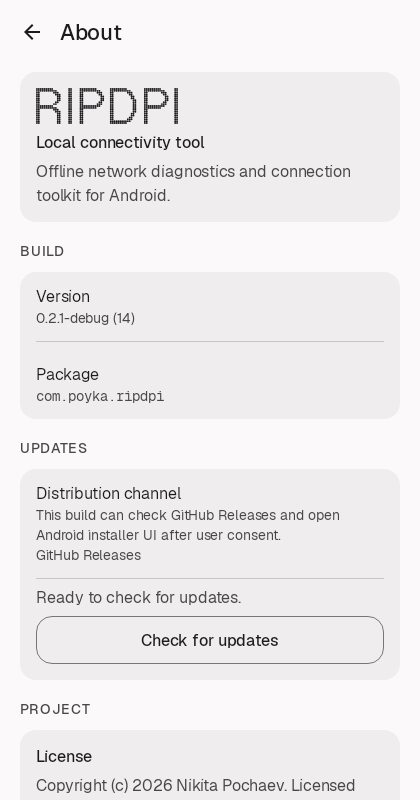 About
RIPDPI
Local connectivity tool
Offline network diagnostics and connection
toolkit for Android.
BUILD
Version
0.2.1-debug (14)
Package
com.poyka.ripdpi
UPDATES
Distribution channel
This build can check GitHub Releases and open
Android installer UI after user consent.
GitHub Releases
Ready to check for updates.
Check for updates
PROJECT
License
Copyright (c) 2026 Nikita Pochaev. Licensed